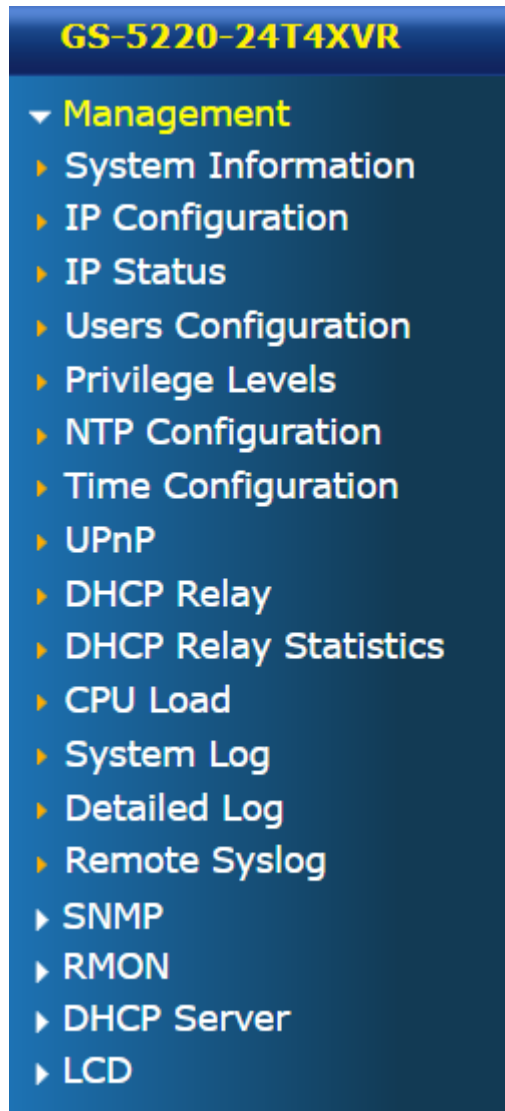 GS-5220-24T4XVR
Management
System Information
IP Configuration
IP Status
Users Configuration
Privilege Levels
NTP Configuration
Time Configuration
UPnP
DHCP Relay
DHCP Relay Statistics
CPU Load
System Log
Detailed Log
Remote Syslog
SNMP
RMON
DHCP Server
LCD